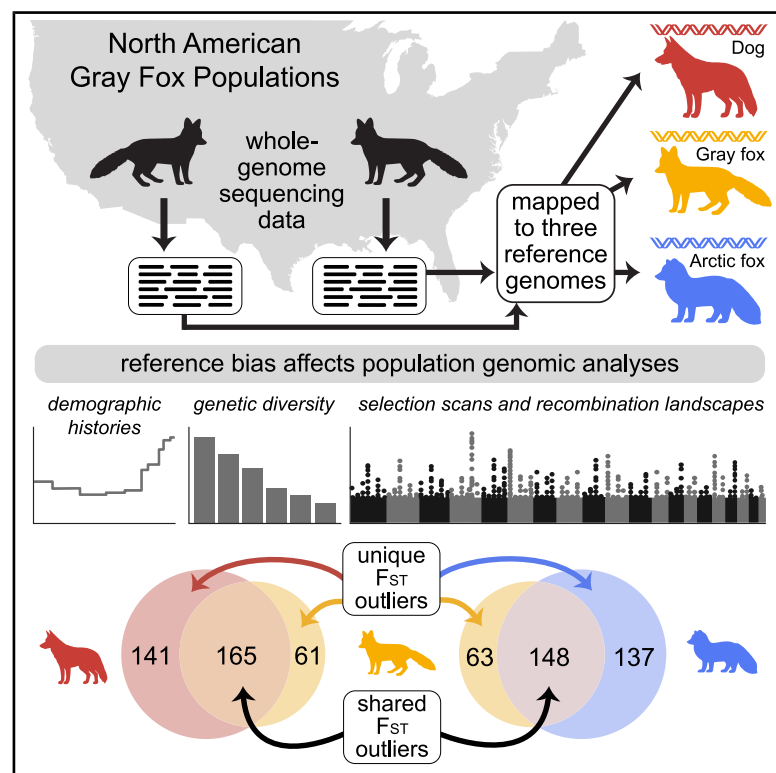 North American
Gray Fox Populations
whole-
genome
sequencing
data
mapped
to three
reference
genomes
Dog
Gray fox
Arctic fox
reference bias affects population genomic analyses
demographic
histories
genetic diversity
selection scans and recombination landscapes
unique
FST
outliers
141
165
61
63
148
137
shared
FST
outliers